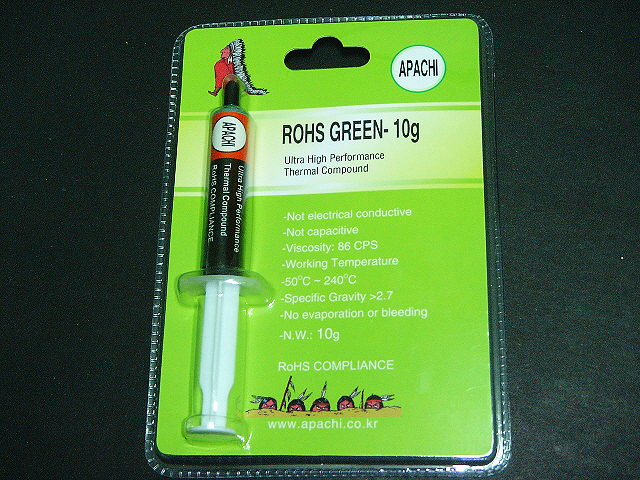 APACHI
ROHS GREEN- 10g
Ultra High Performance
Thermal Compound
-Not electrical conductive
-Not capacitive
-Viscosity: 86 CPS
-Working Temperature
-50°C ~ 240°C
-Specific Gravity >2.7
-No evaporation or bleeding
-N.W.: 10g
RoHS COMPLIANCE
www.apachi.co.kr
APACHI
Ultra High Performance
Thermal Compound
RoHS COMPLIANCE